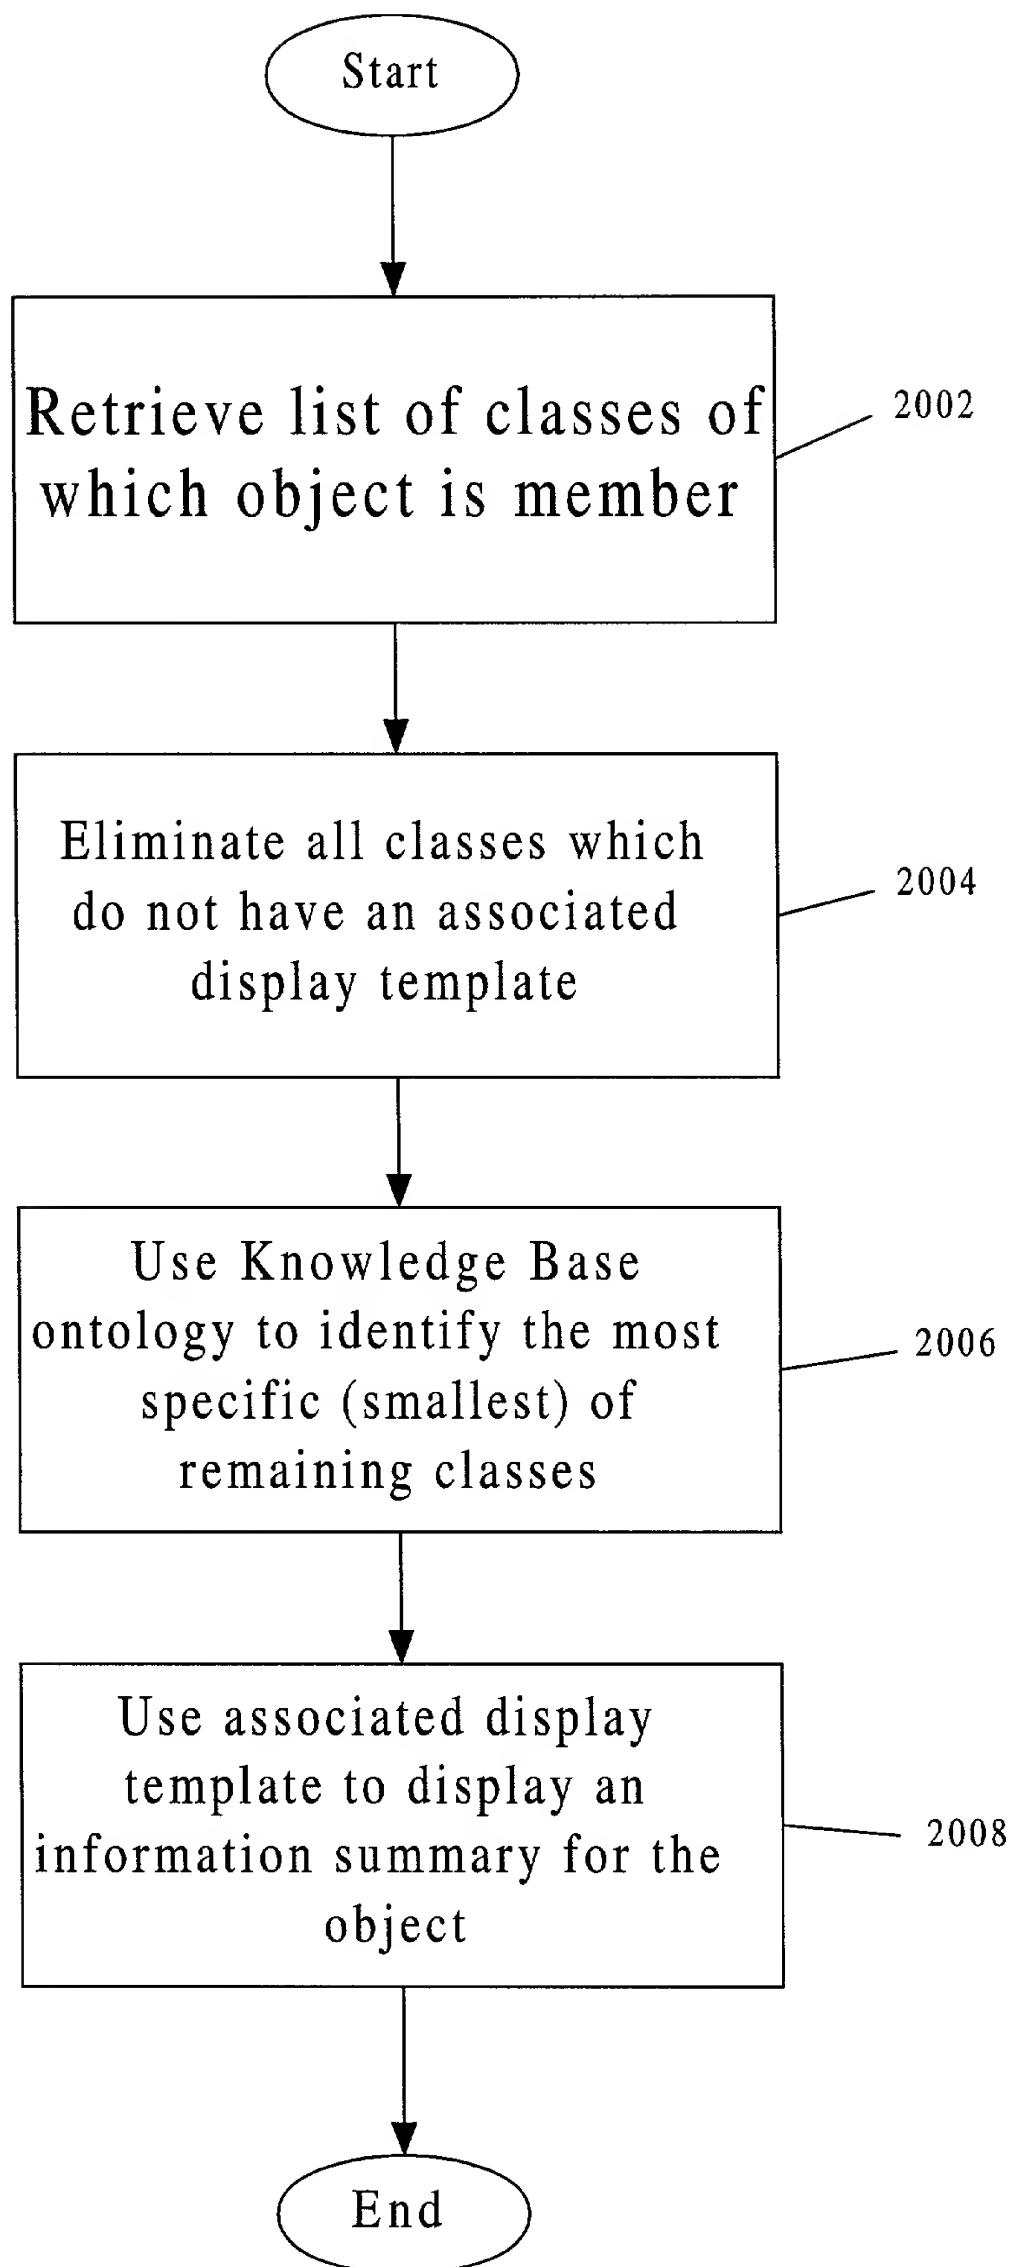 Start
Retrieve list of classes of
which object is member
2002
Eliminate all classes which
do not have an associated
display template
2004
Use Knowledge Base
ontology to identify the most
specific (smallest) of
remaining classes
2006
Use associated display
template to display an
information summary for the
object
2008
End